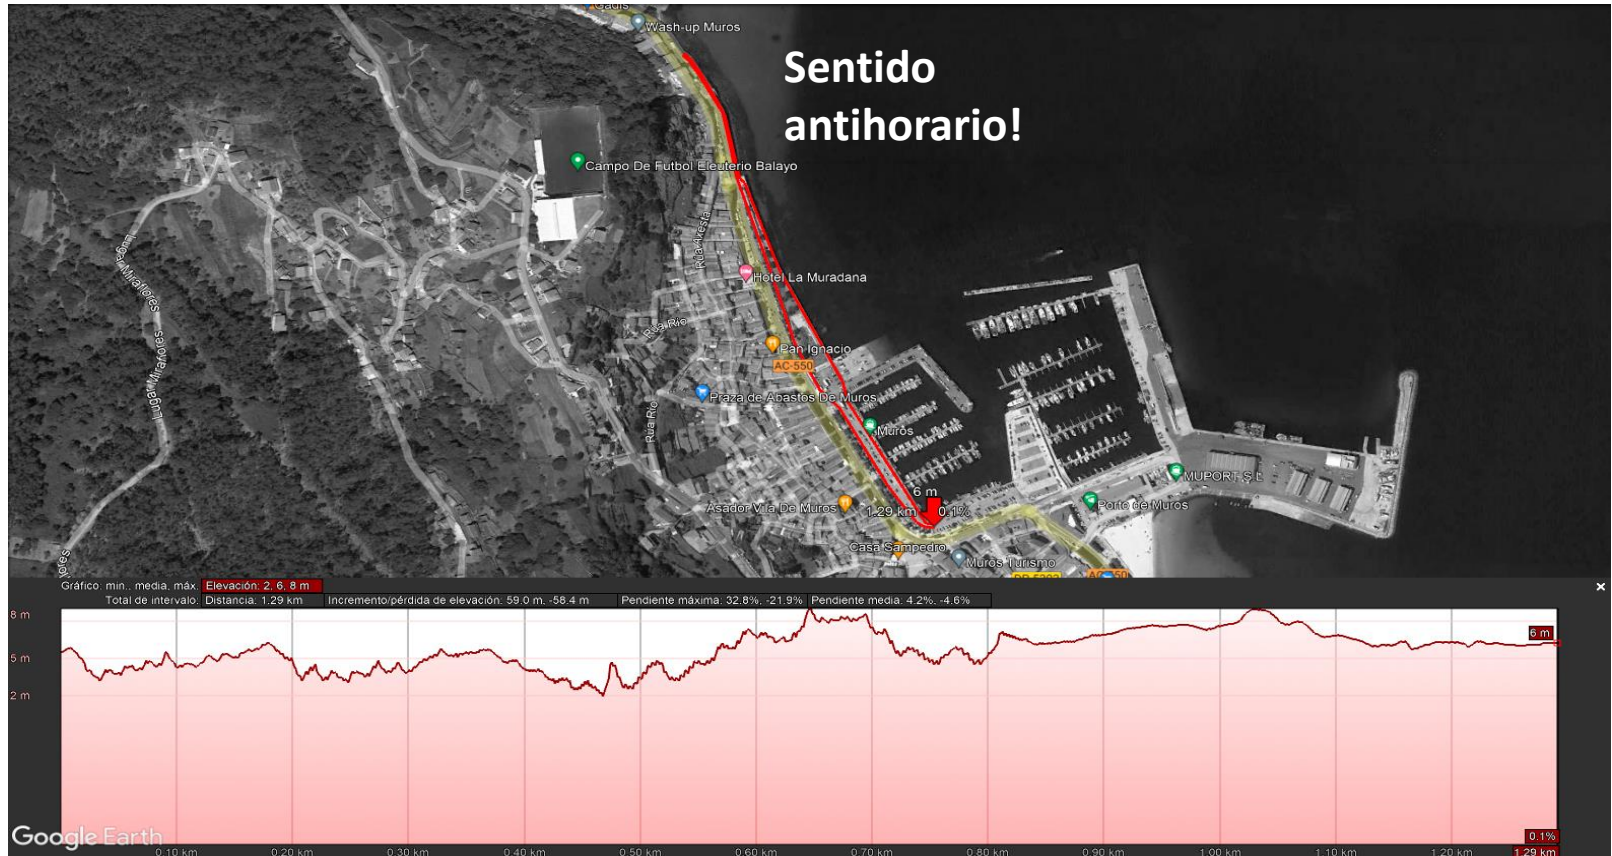 Gadis
Wash-up Muros
Sentido
antihorario!
Campo De Futbol Eleuterio Balayo
Rúa Axesta
Lugar Miraflores
Lugar Miraflores
Hotel La Muradana
Rúa Río
Pan Ignacio
AC-550
Praza de Abastos De Muros
Rúa Río
Muros
MUPORT S.L
6 m
Asador Vila De Muros
1.29 km
0.1%
Porto de Muros
Casa Sampedro
Muros Turismo
AC-550
Gráfico: mín., media, máx. Elevación: 2, 6, 8 m
Total de intervalo: Distancia: 1.29 km Incremento/pérdida de elevación: 59.0 m, -58.4 m Pendiente máxima: 32.8%, -21.9% Pendiente media: 4.2%, -4.6%
8 m
6 m
5 m
2 m
Google Earth
0.1%
0.10 km 0.20 km 0.30 km 0.40 km 0.50 km 0.60 km 0.70 km 0.80 km 0.90 km 1.00 km 1.10 km 1.20 km 1.29 km